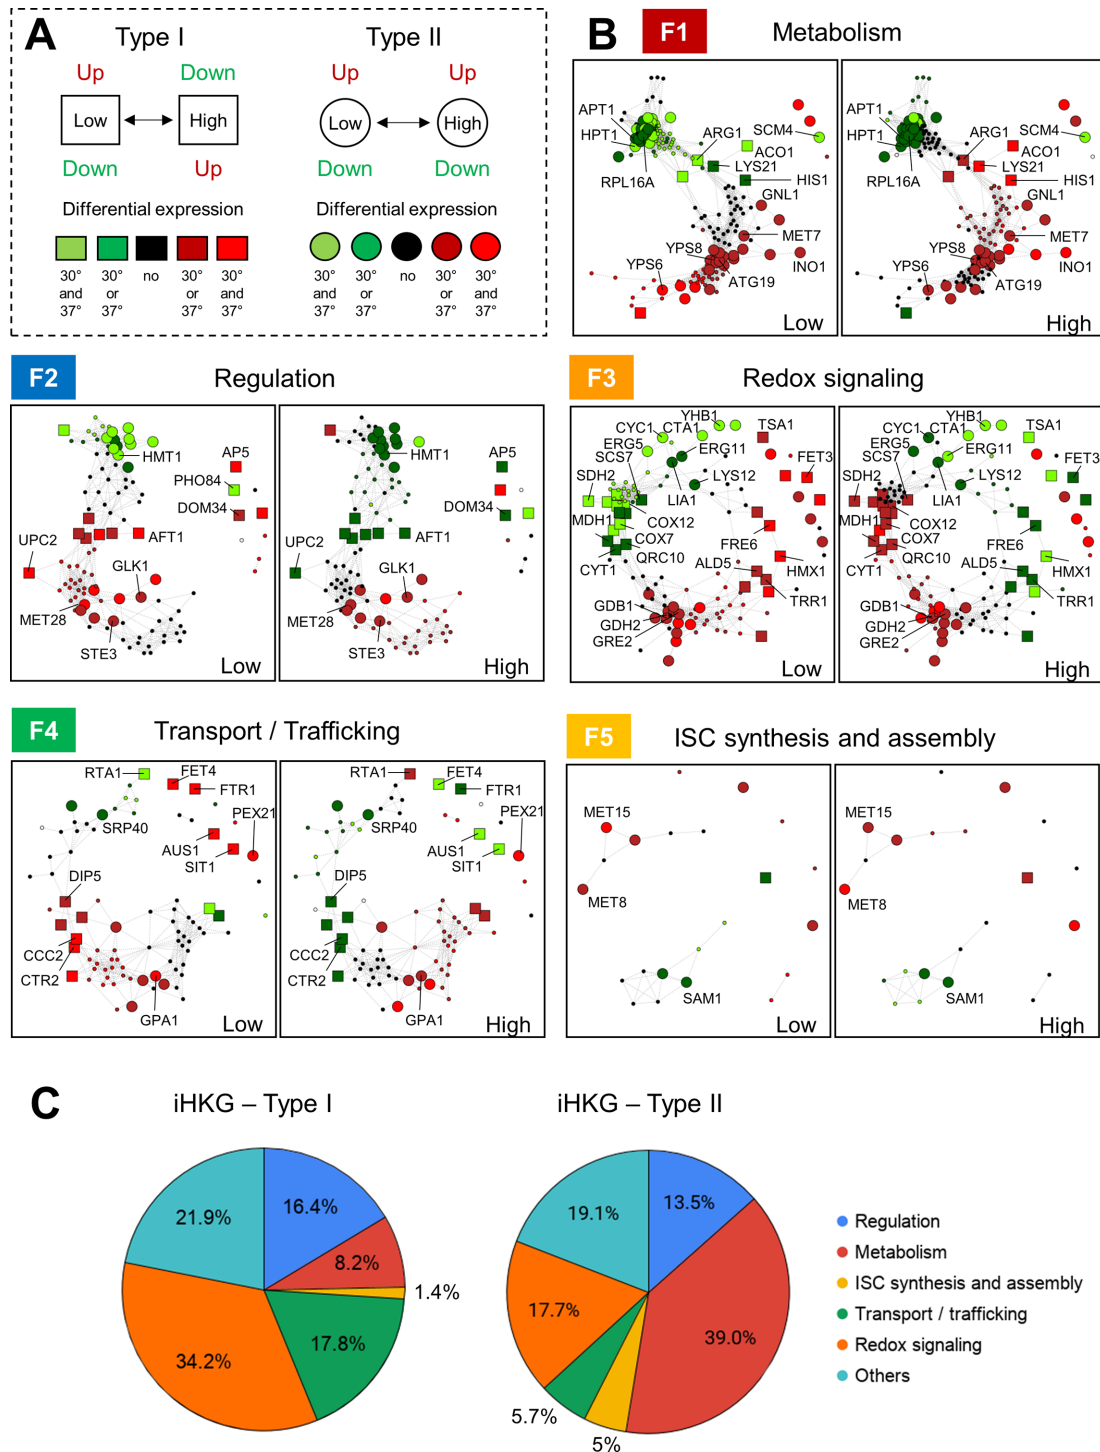 A
Type I
Type II
Up
Down
Up
Up
Low
High
Low
High
Down
Up
Down
Down
Differential expression
Differential expression
30° and 37°
30° or 37°
no
30° or 37°
30° and 37°
30° and 37°
30° or 37°
no
30° or 37°
30° and 37°
B
F1
Metabolism
APT1
HPT1
RPL16A
ARG1
SCM4
ACO1
LYS21
HIS1
GNL1
MET7
YPS8
YPS6
INO1
ATG19
Low
APT1
HPT1
RPL16A
ARG1
SCM4
ACO1
LYS21
HIS1
GNL1
MET7
YPS8
YPS6
INO1
ATG19
High
F2
Regulation
HMT1
AP5
PHO84
DOM34
UPC2
AFT1
GLK1
MET28
STE3
Low
HMT1
AP5
DOM34
UPC2
AFT1
GLK1
MET28
STE3
High
F3
Redox signaling
YHB1
CYC1
CTA1
TSA1
ERG5
ERG11
SCS7
FET3
SDH2
LYS12
LIA1
MDH1
COX12
COX7
FRE6
QRC10
CYT1
ALD5
HMX1
GDB1
TRR1
GDH2
GRE2
Low
YHB1
CYC1
CTA1
TSA1
ERG5
ERG11
SCS7
FET3
SDH2
LYS12
LIA1
MDH1
COX12
COX7
FRE6
QRC10
CYT1
ALD5
HMX1
GDB1
TRR1
GDH2
GRE2
High
F4
Transport / Trafficking
RTA1
FET4
FTR1
PEX21
SRP40
AUS1
SIT1
DIP5
CCC2
CTR2
GPA1
Low
RTA1
FET4
FTR1
PEX21
SRP40
AUS1
SIT1
DIP5
CCC2
CTR2
GPA1
High
F5
ISC synthesis and assembly
MET15
MET8
SAM1
Low
MET15
MET8
SAM1
High
C
iHKG – Type I
iHKG – Type II
16.4%
8.2%
1.4%
17.8%
34.2%
21.9%
13.5%
39.0%
5%
5.7%
17.7%
19.1%
Regulation
Metabolism
ISC synthesis and assembly
Transport / trafficking
Redox signaling
Others